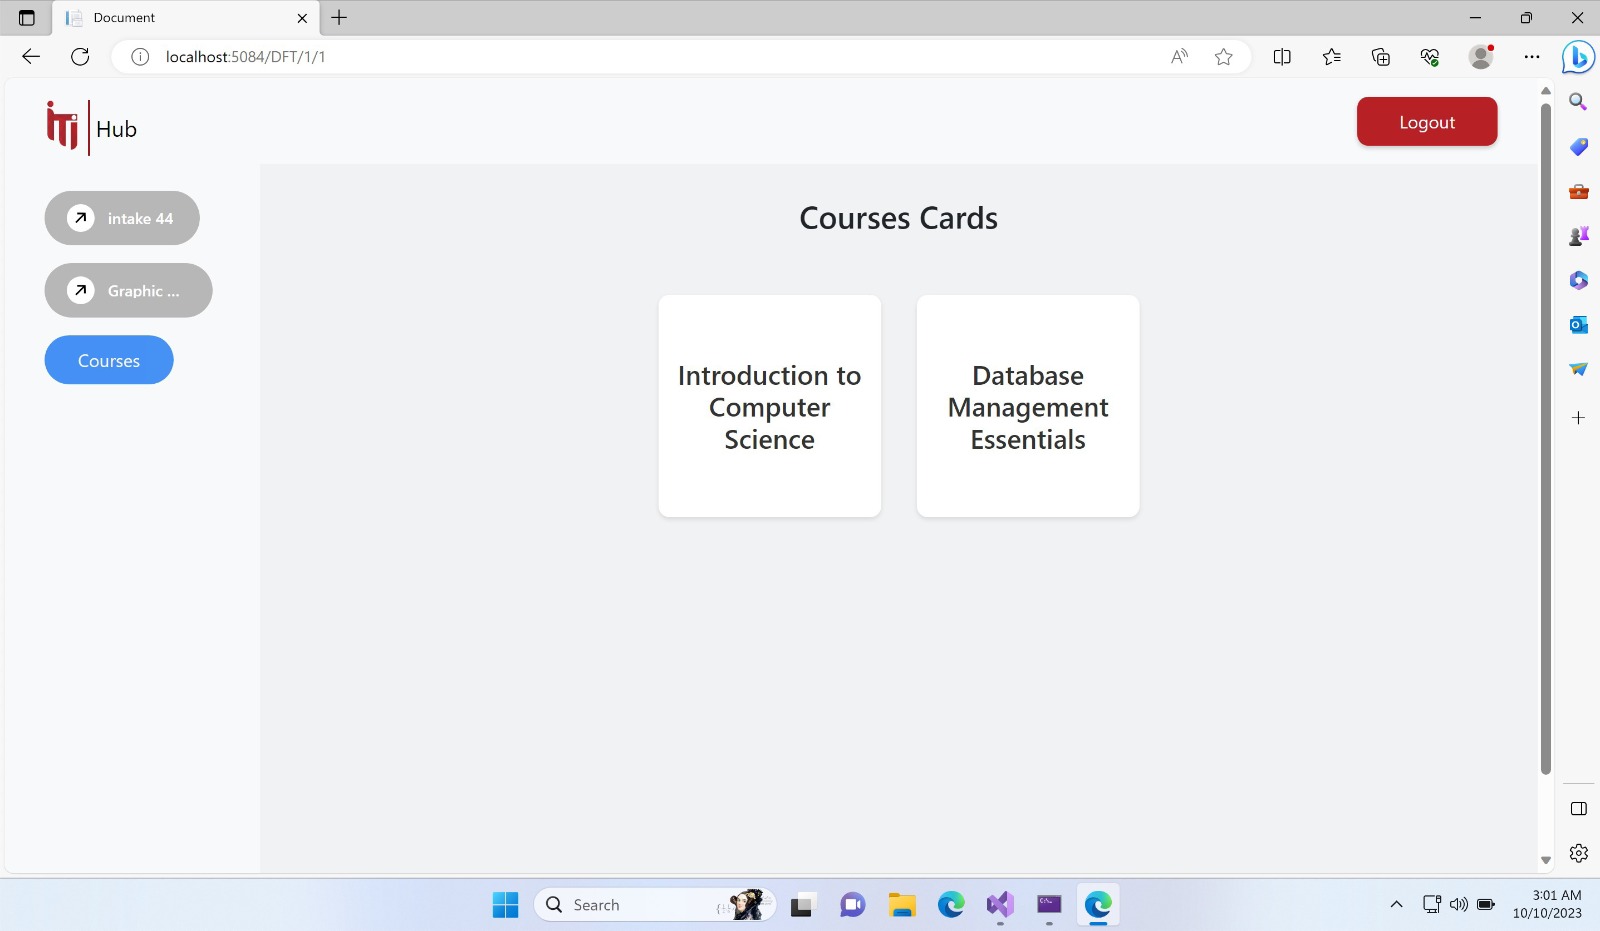 Document
localhost:5084/DFT/1/1
Hub
Logout
intake 44
Graphic ...
Courses
Courses Cards
Introduction to
Computer
Science
Database
Management
Essentials
Search
3:01 AM
10/10/2023